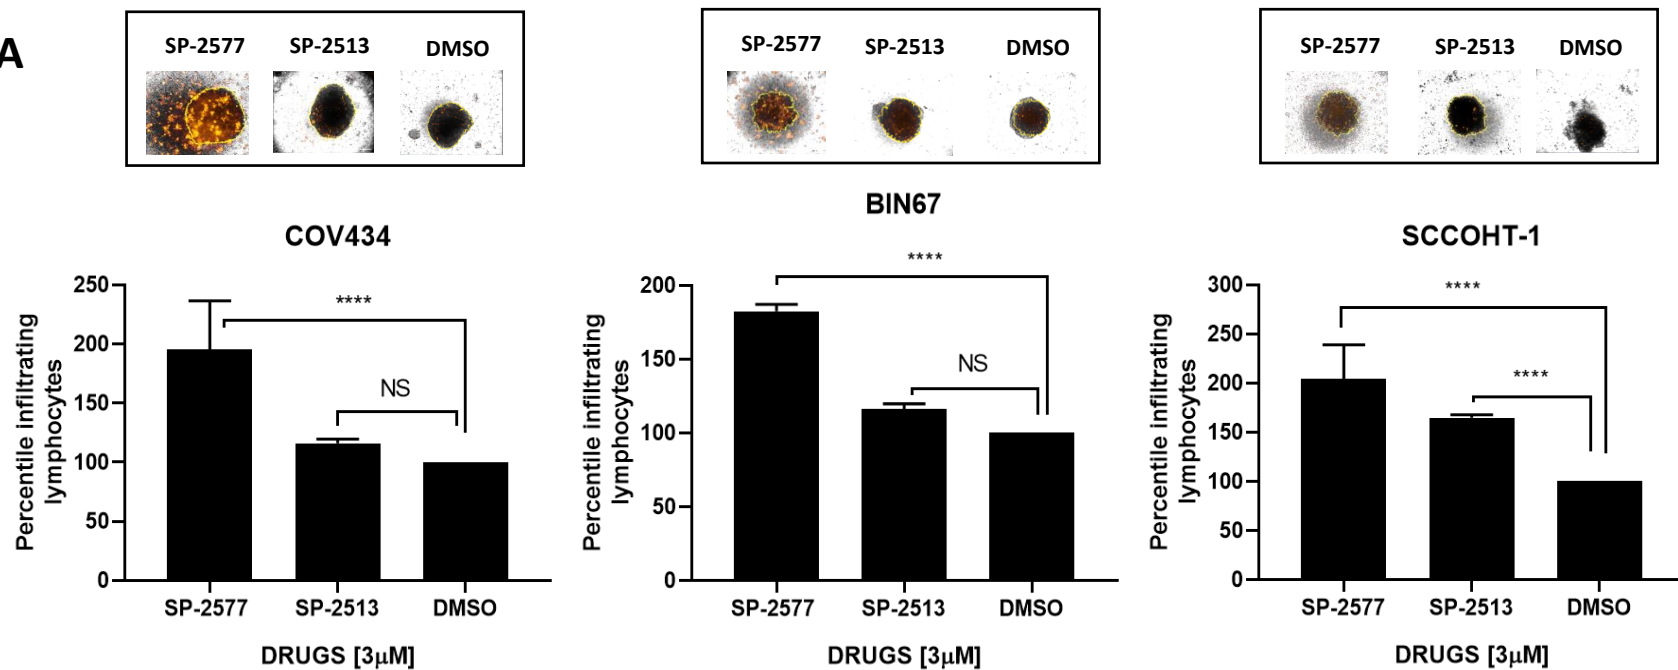 A
SP-2577 SP-2513 DMSO
SP-2577 SP-2513 DMSO
SP-2577 SP-2513 DMSO
COV434
250
200
150
100
50
0
Percentile infiltrating
lymphocytes
****
NS
SP-2577 SP-2513 DMSO
DRUGS [3μM]
BIN67
200
150
100
50
0
Percentile infiltrating
lymphocytes
****
NS
SP-2577 SP-2513 DMSO
DRUGS [3μM]
SCCOHT-1
300
250
200
150
100
50
0
Percentile infiltrating
lymphocytes
****
****
SP-2577 SP-2513 DMSO
DRUGS [3μM]